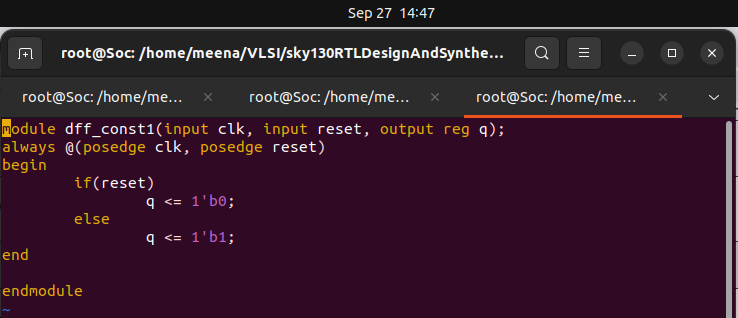 Sep 27 14:47
root@Soc: /home/meena/VLSI/sky130RTLDesignAndSynthe...
root@Soc: /home/me... × root@Soc: /home/me... × root@Soc: /home/me... ×
module dff_const1(input clk, input reset, output reg q);
always @(posedge clk, posedge reset)
begin
        if(reset)
                q <= 1'b0;
        else
                q <= 1'b1;
end
endmodule
~